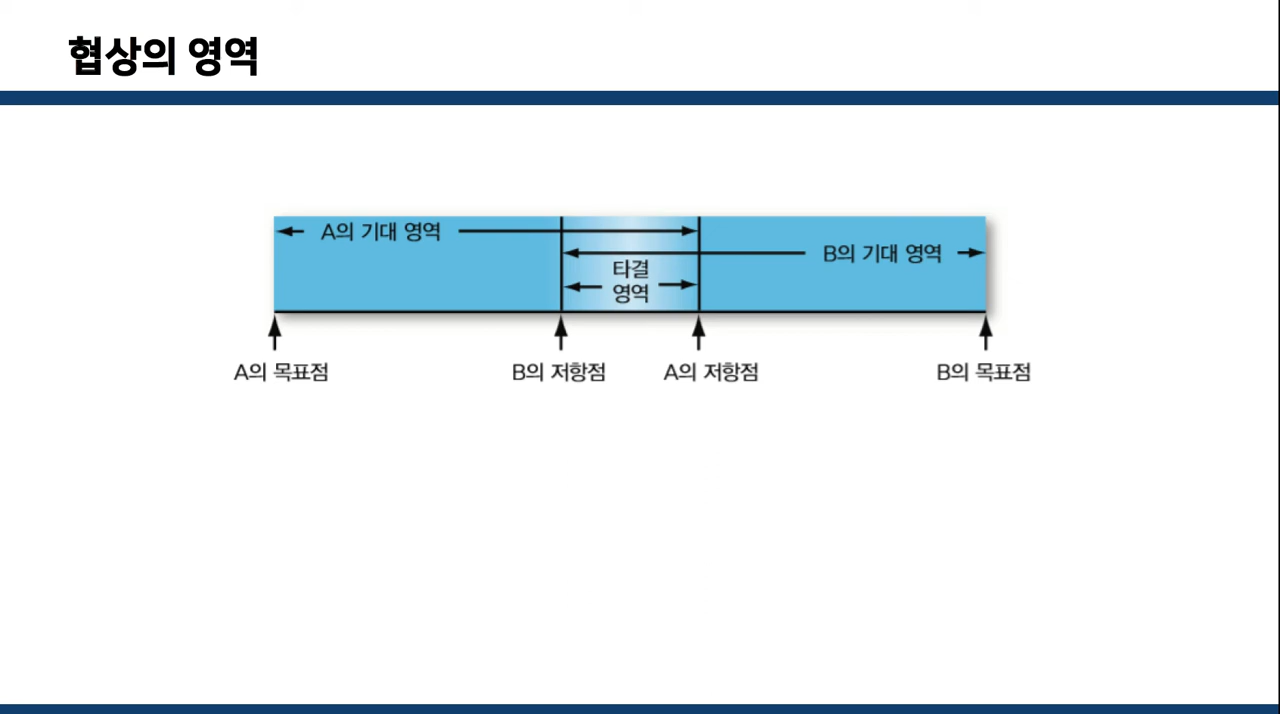 협상의 영역
A의 기대 영역
B의 기대 영역
타결
영역
A의 목표점
B의 저항점
A의 저항점
B의 목표점